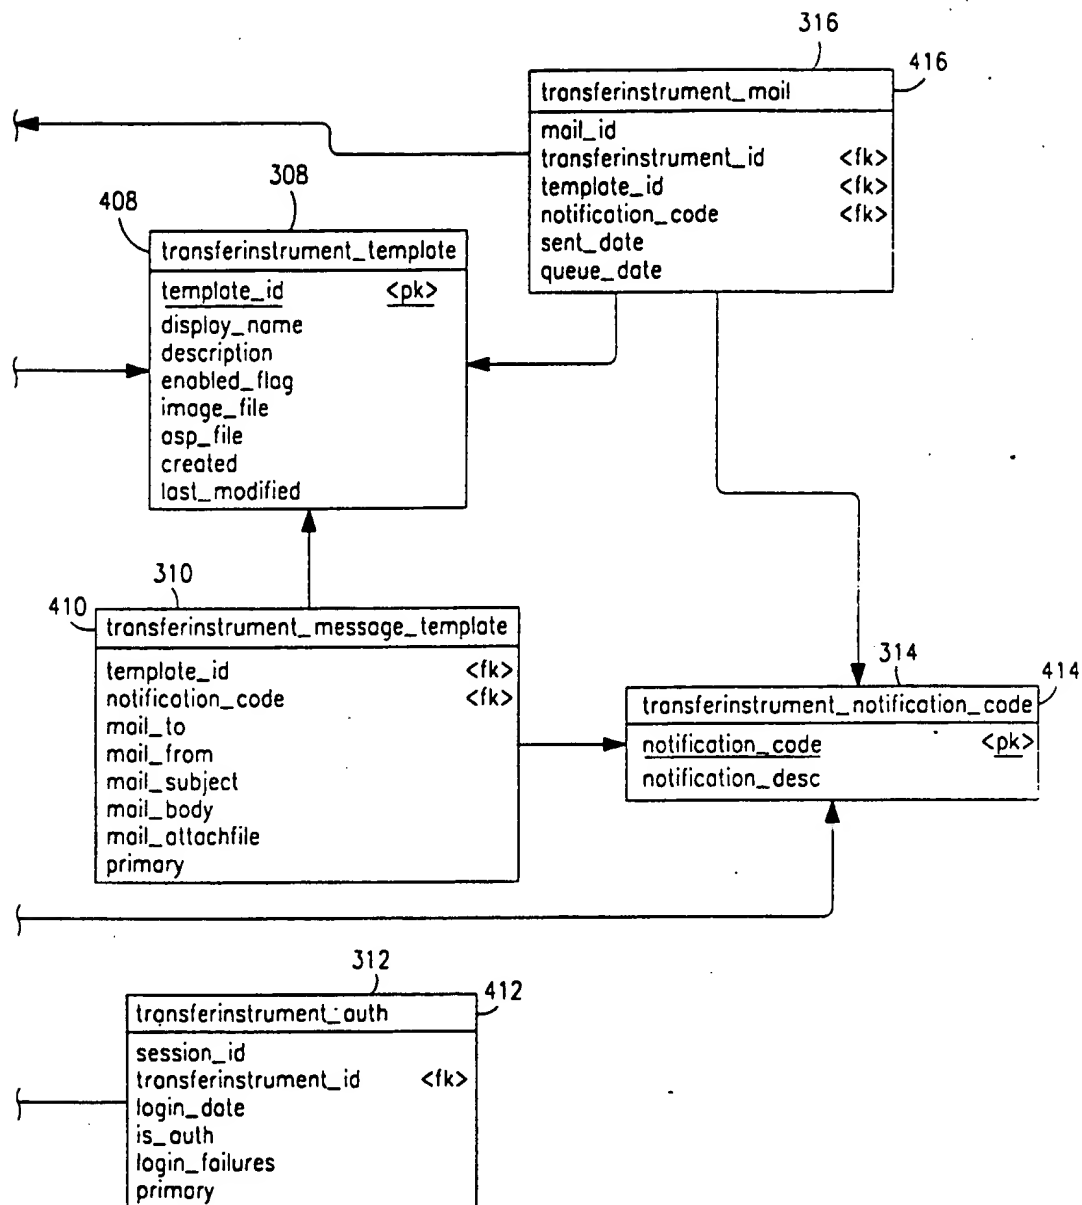 316
416
transferinstrument_mail
mail_id
transferinstrument_id <fk>
template_id <fk>
notification_code <fk>
sent_date
queue_date
308
408
transferinstrument_template
template_id <pk>
display_name
description
enabled_flag
image_file
asp_file
created
last_modified
310
410
transferinstrument_message_template
template_id <fk>
notification_code <fk>
mail_to
mail_from
mail_subject
mail_body
mail_attachfile
primary
314
414
transferinstrument_notification_code
notification_code <pk>
notification_desc
312
412
transferinstrument_auth
session_id
transferinstrument_id <fk>
login_date
is_auth
login_failures
primary